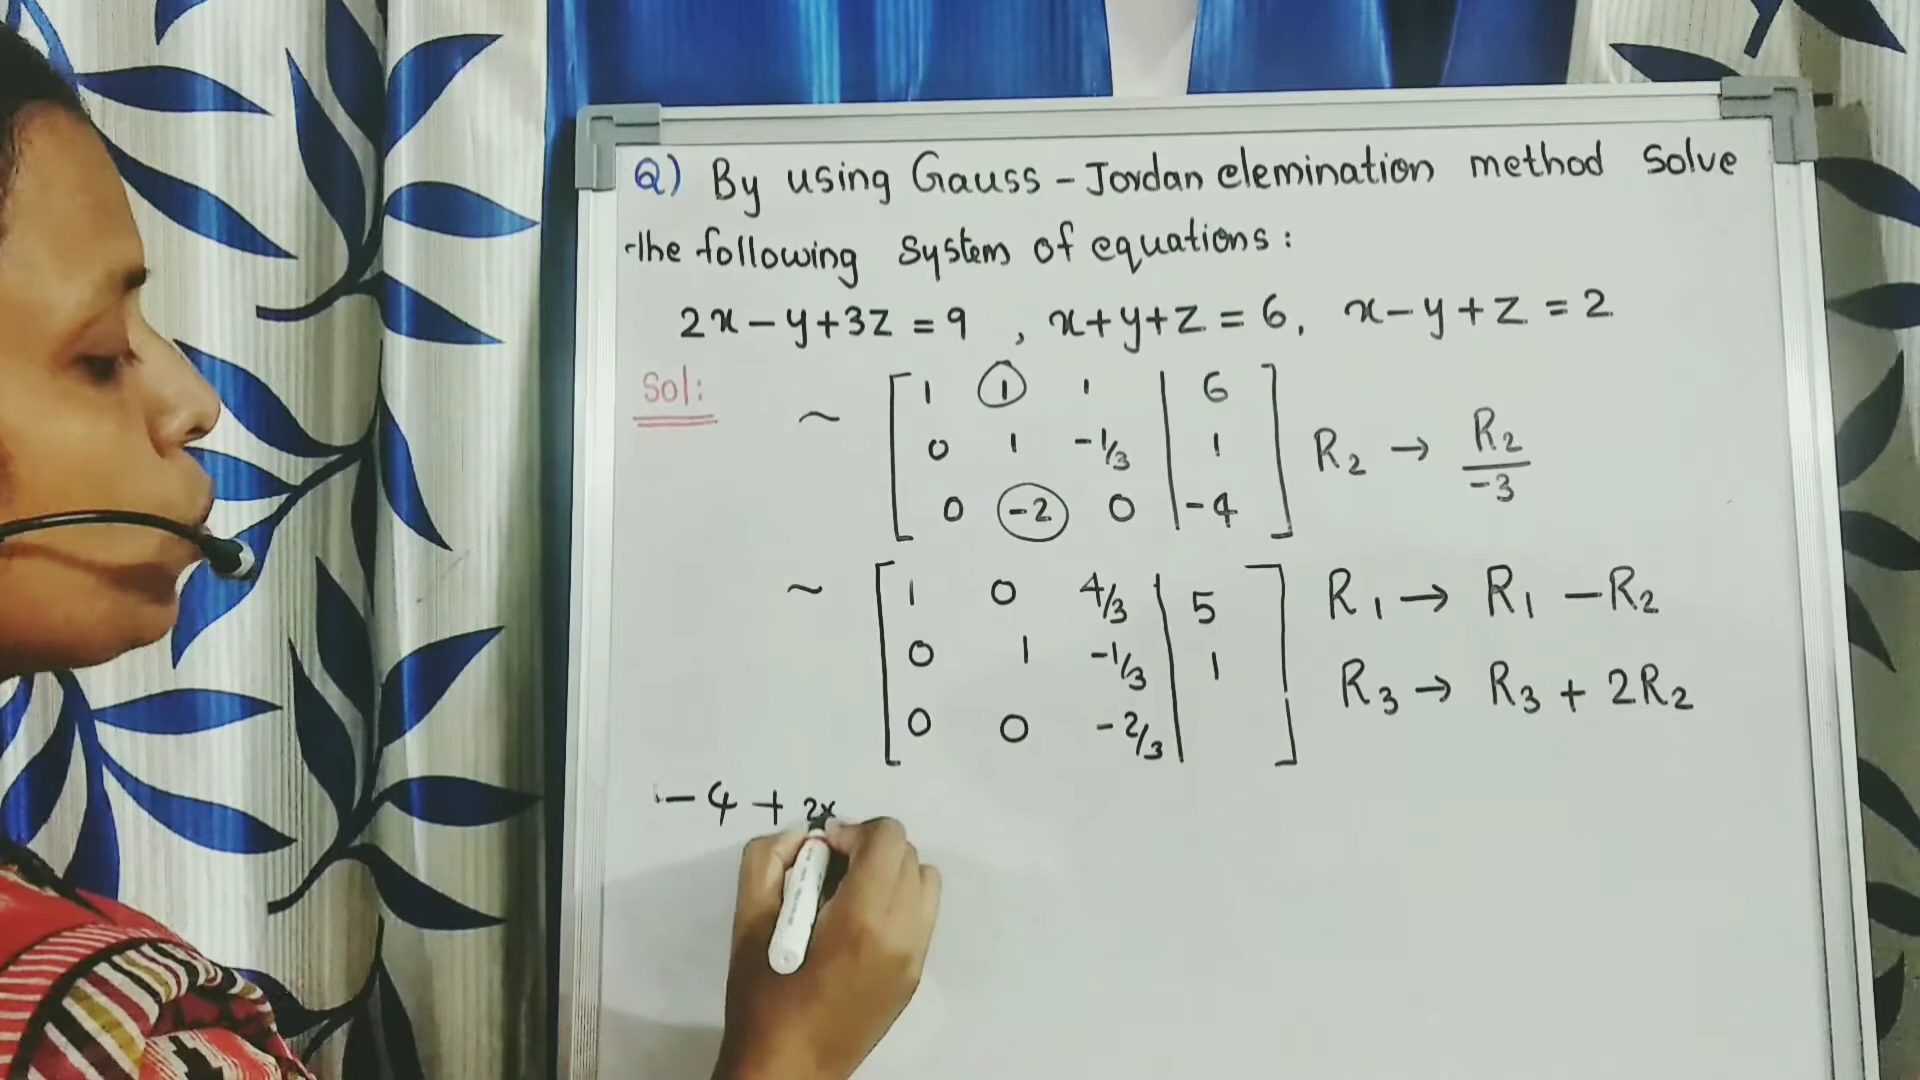 Q) By using Gauss - Jordan elemination method solve
the following system of equations:
2x - y + 3z = 9 , x + y + z = 6, x - y + z = 2
Sol:
~ [ 1 1 1 | 6 ]
[ 0 1 -1/3 | 1 ] R2 → R2/-3
[ 0 -2 0 | -4 ]
~ [ 1 0 4/3 | 5 ] R1 → R1 - R2
[ 0 1 -1/3 | 1 ] R3 → R3 + 2R2
[ 0 0 -2/3 | ]
-4 + 2x